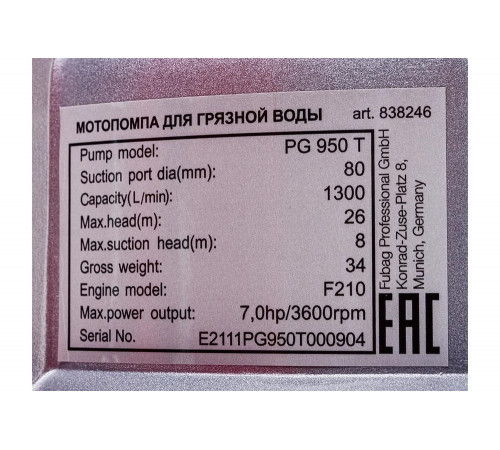 МОТОПОМПА ДЛЯ ГРЯЗНОЙ ВОДЫ art. 838246
Pump model: PG 950 T
Suction port dia(mm): 80
Capacity(L/min): 1300
Max.head(m): 26
Max.suction head(m): 8
Gross weight: 34
Engine model: F210
Max.power output: 7,0hp/3600rpm
Serial No. E2111PG950T000904
Fubag Professional GmbH
Konrad-Zuse-Platz 8,
Munich, Germany
EAC